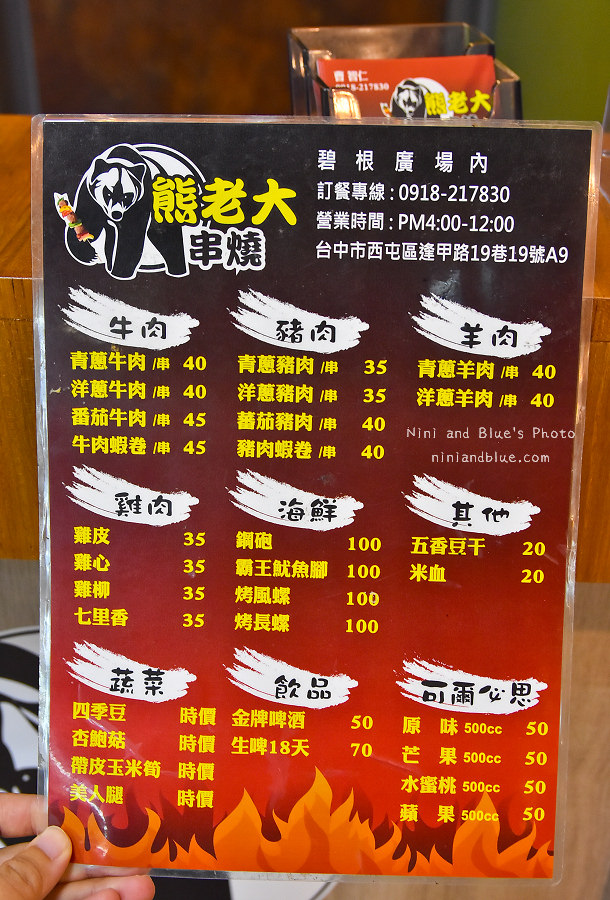 曹 智仁
0918-217830
熊老大
熊老大
串燒
碧根廣場內
訂餐專線：0918-217830
營業時間：PM4:00-12:00
台中市西屯區逢甲路19巷19號A9
牛肉
青蔥牛肉 /串 40
洋蔥牛肉 /串 40
番茄牛肉 /串 45
牛肉蝦卷 /串 45
豬肉
青蔥豬肉 /串 35
洋蔥豬肉 /串 35
蕃茄豬肉 /串 40
豬肉蝦卷 /串 40
羊肉
青蔥羊肉 /串 40
洋蔥羊肉 /串 40
Nini and Blue's Photo
niniandblue.com
雞肉
雞皮 35
雞心 35
雞柳 35
七里香 35
海鮮
鋼砲 100
霸王魷魚腳 100
烤風螺 100
烤長螺 100
其他
五香豆干 20
米血 20
蔬菜
四季豆 時價
杏鮑菇 時價
帶皮玉米筍 時價
美人腿 時價
飲品
金牌啤酒 50
生啤18天 70
可爾必思
原味 500cc 50
芒果 500cc 50
水蜜桃 500cc 50
蘋果 500cc 50